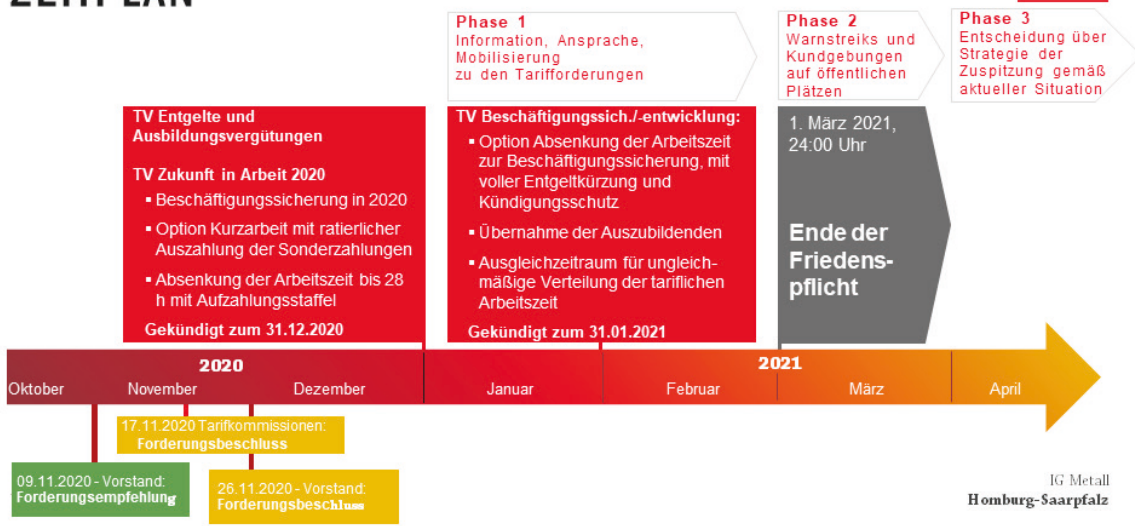 ZEITPLAN
Phase 1
Information, Ansprache,
Mobilisierung
zu den Tarifforderungen
Phase 2
Warnstreiks und
Kundgebungen
auf öffentlichen
Plätzen
Phase 3
Entscheidung über
Strategie der
Zuspitzung gemäß
aktueller Situation
TV Entgelte und
Ausbildungsvergütungen
TV Zukunft in Arbeit 2020
▪ Beschäftigungssicherung in 2020
▪ Option Kurzarbeit mit ratierlicher
Auszahlung der Sonderzahlungen
▪ Absenkung der Arbeitszeit bis 28
h mit Aufzahlungsstaffel
Gekündigt zum 31.12.2020
TV Beschäftigungssich./-entwicklung:
▪ Option Absenkung der Arbeitszeit
zur Beschäftigungssicherung, mit
voller Entgeltkürzung und
Kündigungsschutz
▪ Übernahme der Auszubildenden
▪ Ausgleichzeitraum für ungleich-
mäßige Verteilung der tariflichen
Arbeitszeit
Gekündigt zum 31.01.2021
1. März 2021,
24:00 Uhr
Ende der
Friedens-
pflicht
2020
2021
Oktober
November
Dezember
Januar
Februar
März
April
17.11.2020 Tarifkommissionen:
Forderungsbeschluss
09.11.2020 - Vorstand:
Forderungsempfehlung
26.11.2020 - Vorstand:
Forderungsbeschluss
IG Metall
Homburg-Saarpfalz